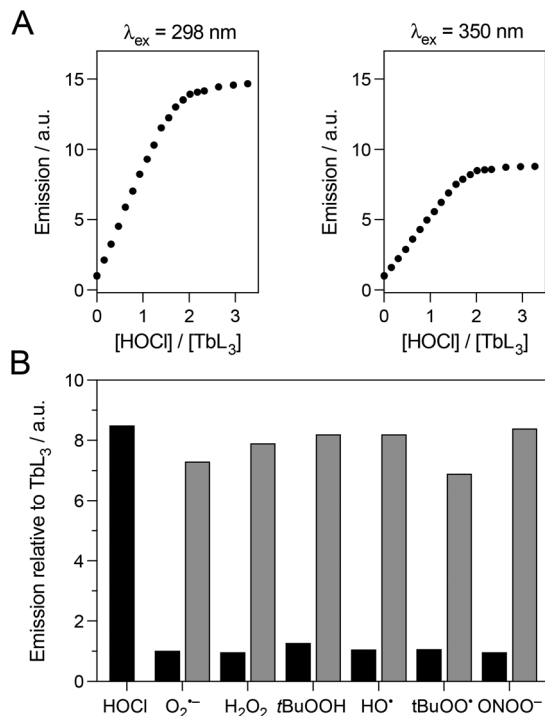 A
λex = 298 nm
λex = 350 nm
Emission / a.u.
15
10
5
0
0 1 2 3
[HOCl] / [TbL3]
Emission / a.u.
15
10
5
0
0 1 2 3
[HOCl] / [TbL3]
B
Emission relative to TbL3 / a.u.
10
8
6
4
2
0
HOCl O2•− H2O2 tBuOOH HO• tBuOO• ONOO−